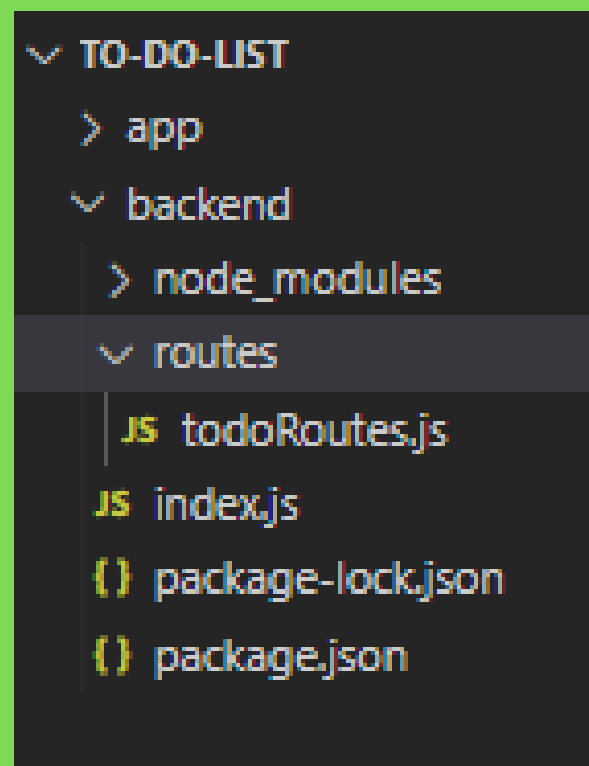 TO-DO-LIST
app
backend
node_modules
routes
JS todoRoutes.js
JS index.js
{} package-lock.json
{} package.json